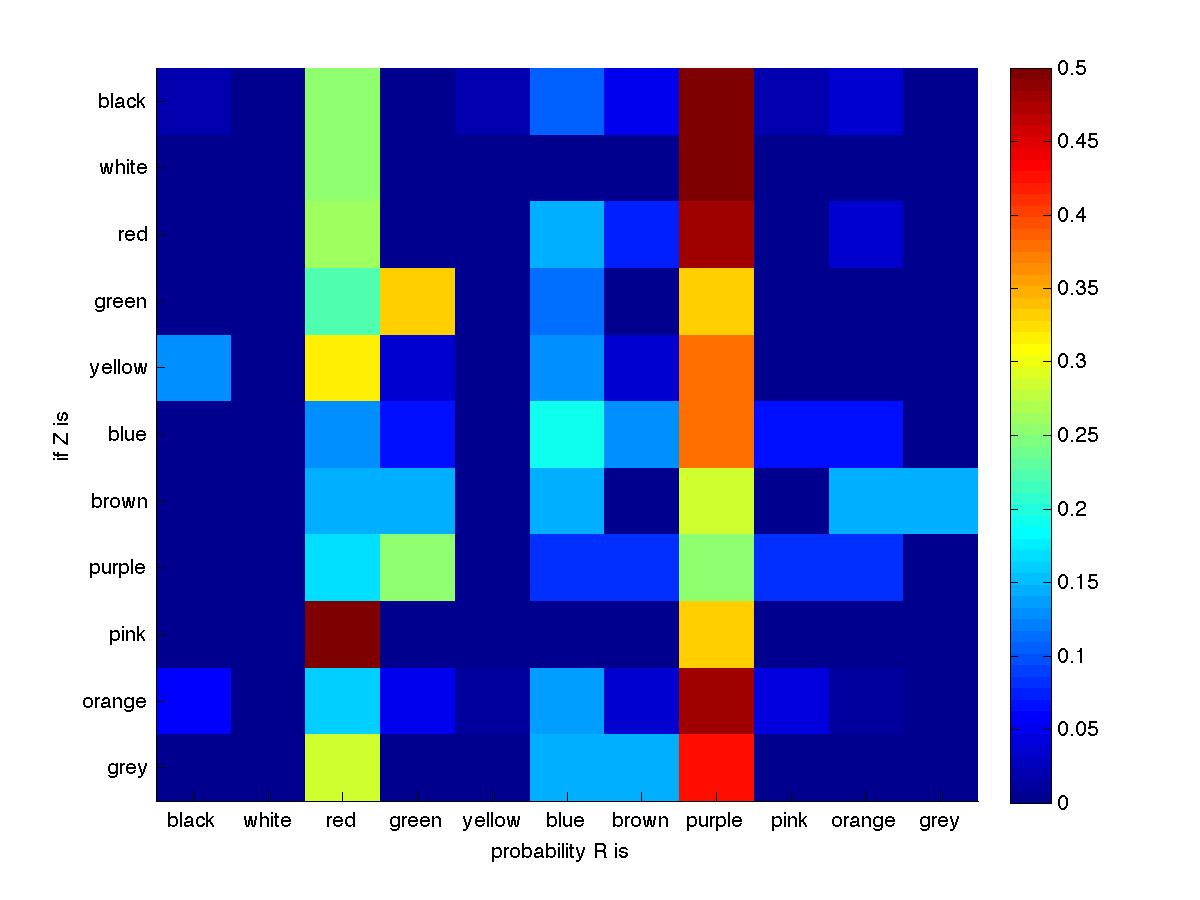 black
white
red
green
yellow
blue
brown
purple
pink
orange
grey
if Z is
black white red green yellow blue brown purple pink orange grey
probability R is
0.5
0.45
0.4
0.35
0.3
0.25
0.2
0.15
0.1
0.05
0